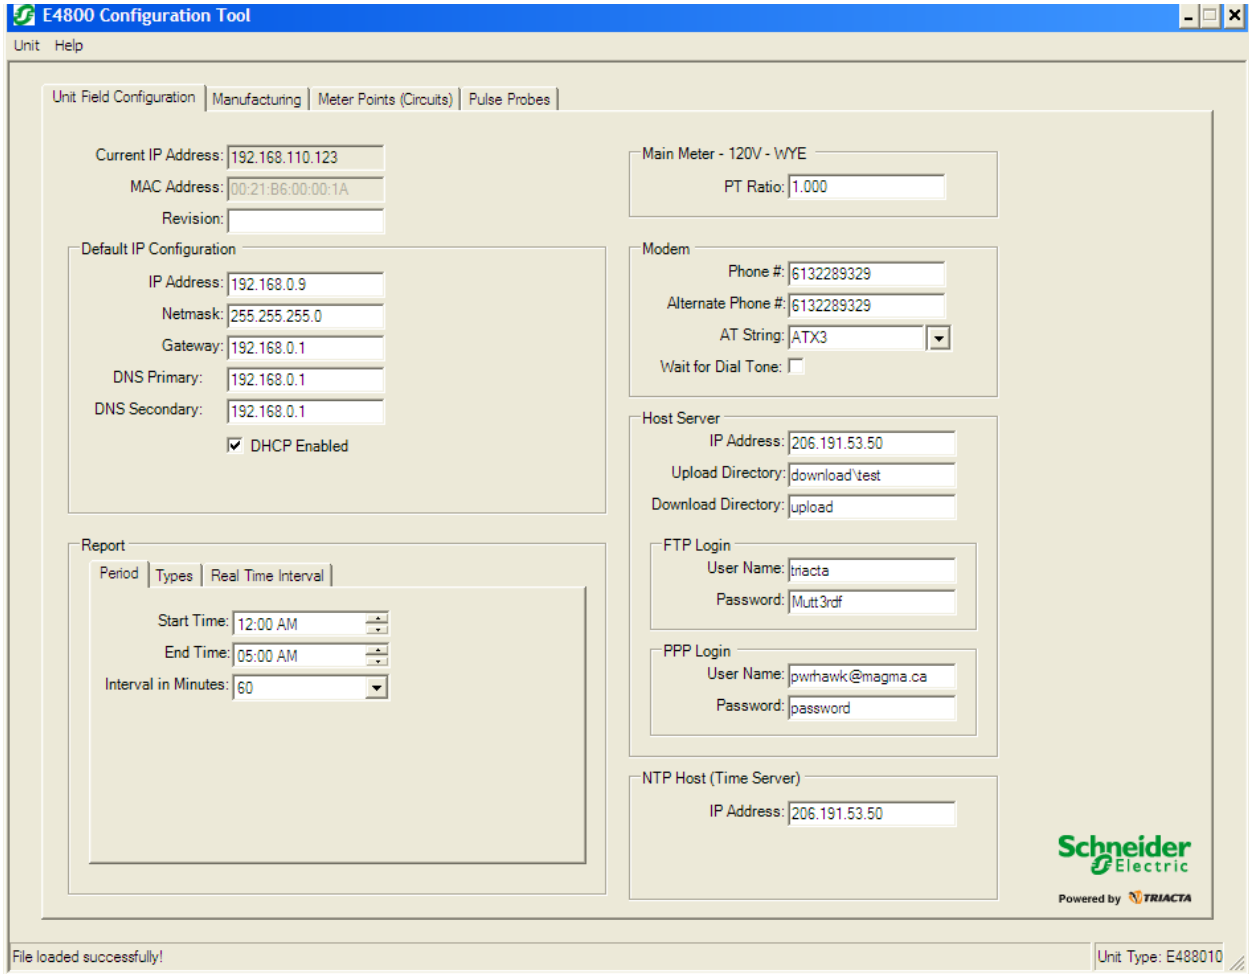 E4800 Configuration Tool
Unit Help
Unit Field Configuration Manufacturing Meter Points (Circuits) Pulse Probes
Current IP Address: 192.168.110.123
MAC Address: 00:21:B6:00:00:1A
Revision:
Default IP Configuration
IP Address: 192.168.0.9
Netmask: 255.255.255.0
Gateway: 192.168.0.1
DNS Primary: 192.168.0.1
DNS Secondary: 192.168.0.1
DHCP Enabled
Report
Period Types Real Time Interval
Start Time: 12:00 AM
End Time: 05:00 AM
Interval in Minutes: 60
Main Meter - 120V - WYE
PT Ratio: 1.000
Modem
Phone #: 6132289329
Alternate Phone #: 6132289329
AT String: ATX3
Wait for Dial Tone:
Host Server
IP Address: 206.191.53.50
Upload Directory: download\test
Download Directory: upload
FTP Login
User Name: triacta
Password: Mutt3rdf
PPP Login
User Name: pwrhawk@magma.ca
Password: password
NTP Host (Time Server)
IP Address: 206.191.53.50
Schneider
Electric
Powered by TRIACTA
File loaded successfully!
Unit Type: E488010